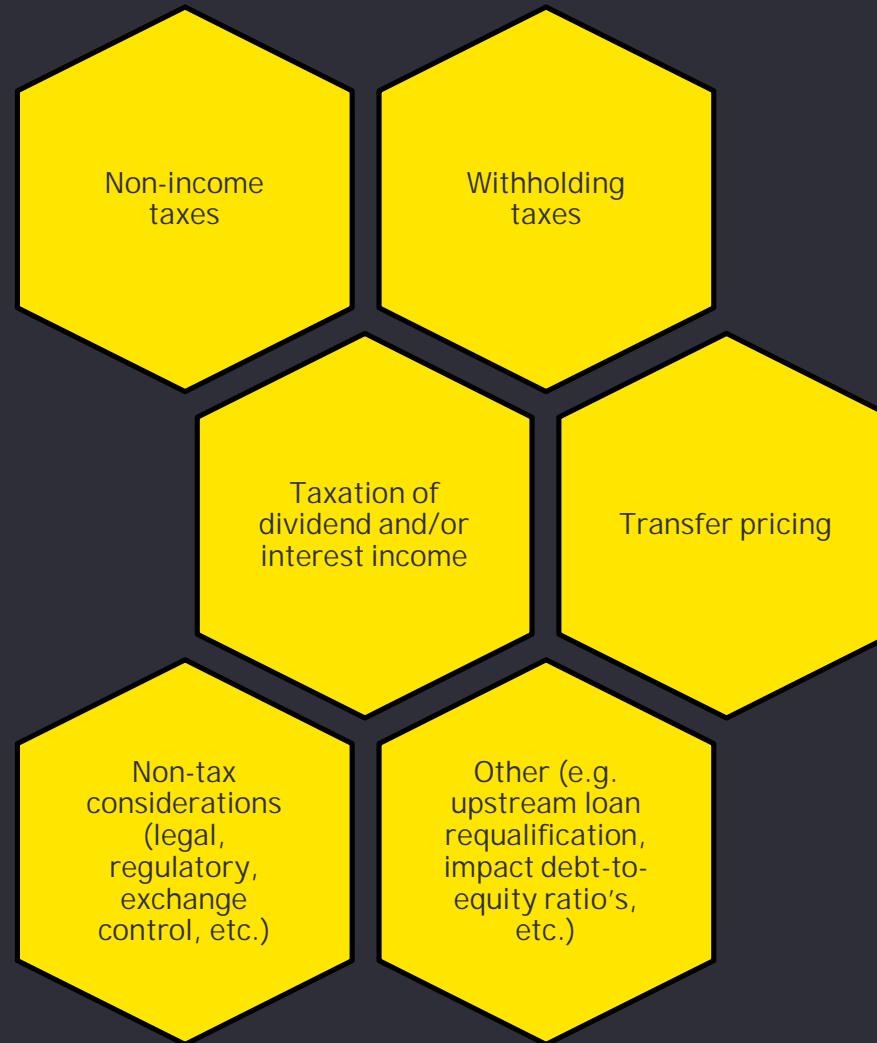 Non-income
taxes
Withholding
taxes
Taxation of
dividend and/or
interest income
Transfer pricing
Non-tax
considerations
(legal,
regulatory,
exchange
control, etc.)
Other (e.g.
upstream loan
requalification,
impact debt-to-
equity ratio's,
etc.)